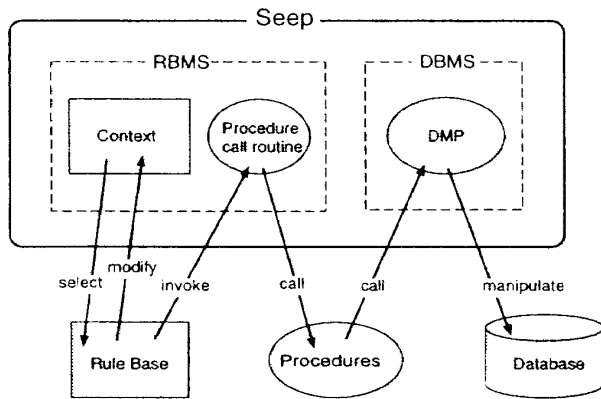 Seep
RBMS
DBMS
Context
Procedure
call routine
DMP
select
modify
invoke
call
call
manipulate
Rule Base
Procedures
Database